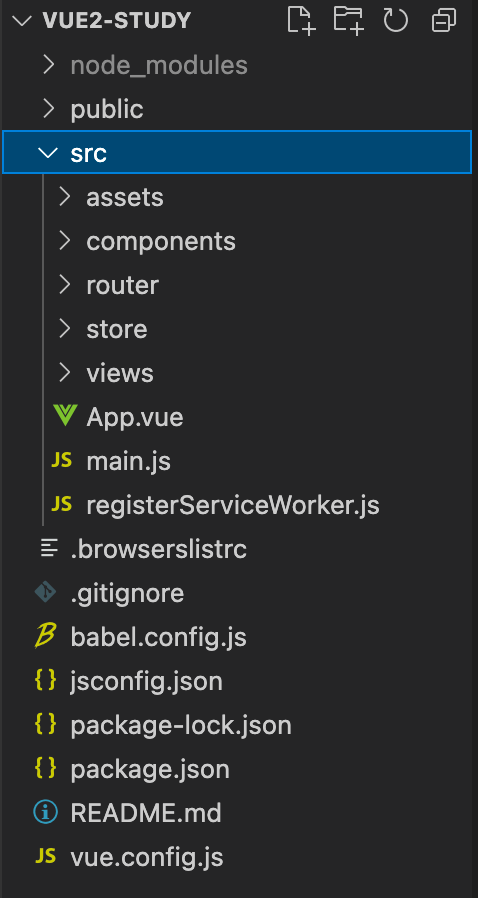 VUE2-STUDY
node_modules
public
src
assets
components
router
store
views
App.vue
JS main.js
JS registerServiceWorker.js
.browserslistrc
.gitignore
B babel.config.js
{} jsconfig.json
{} package-lock.json
{} package.json
README.md
JS vue.config.js